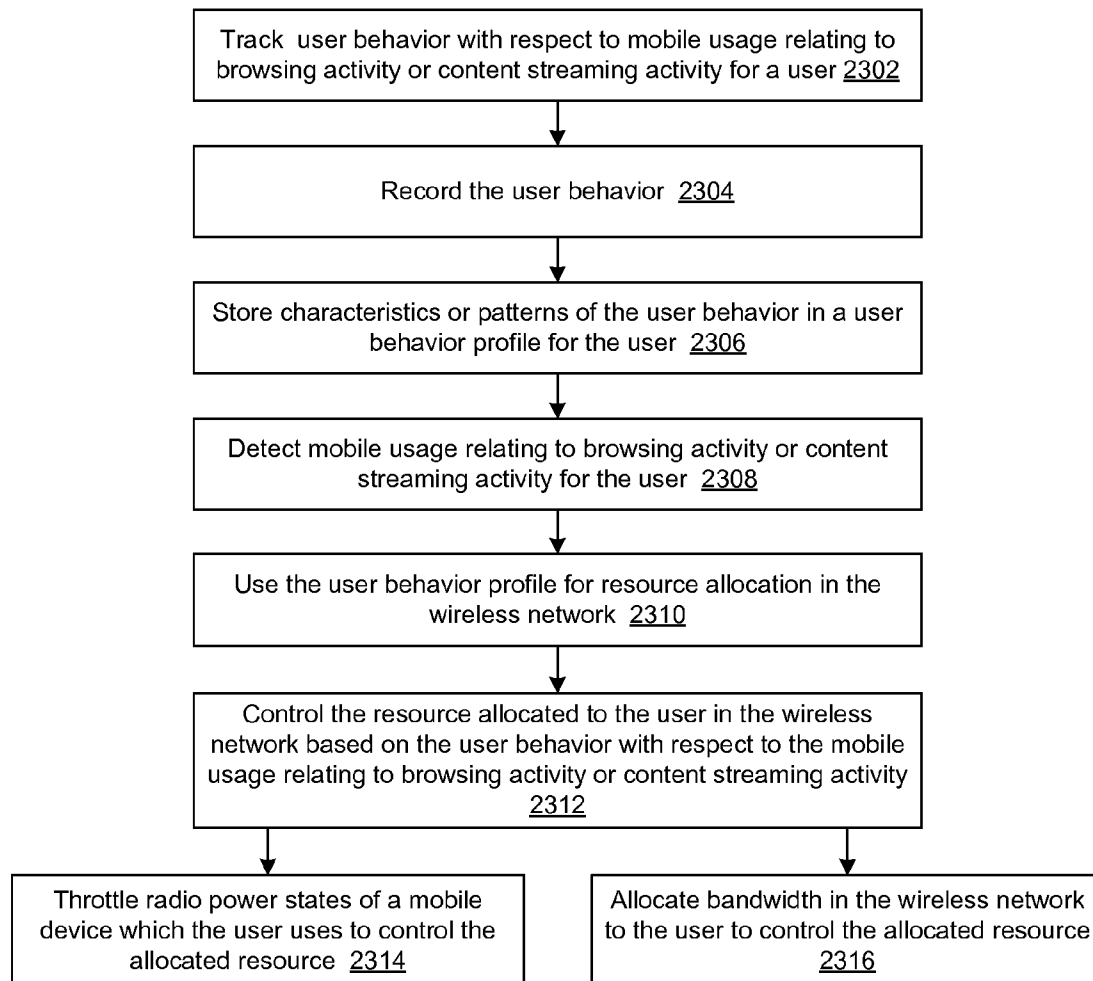 Track user behavior with respect to mobile usage relating to
browsing activity or content streaming activity for a user 2302
Record the user behavior 2304
Store characteristics or patterns of the user behavior in a user
behavior profile for the user 2306
Detect mobile usage relating to browsing activity or content
streaming activity for the user 2308
Use the user behavior profile for resource allocation in the
wireless network 2310
Control the resource allocated to the user in the wireless
network based on the user behavior with respect to the mobile
usage relating to browsing activity or content streaming activity
2312
Throttle radio power states of a mobile
device which the user uses to control the
allocated resource 2314
Allocate bandwidth in the wireless network
to the user to control the allocated resource
2316